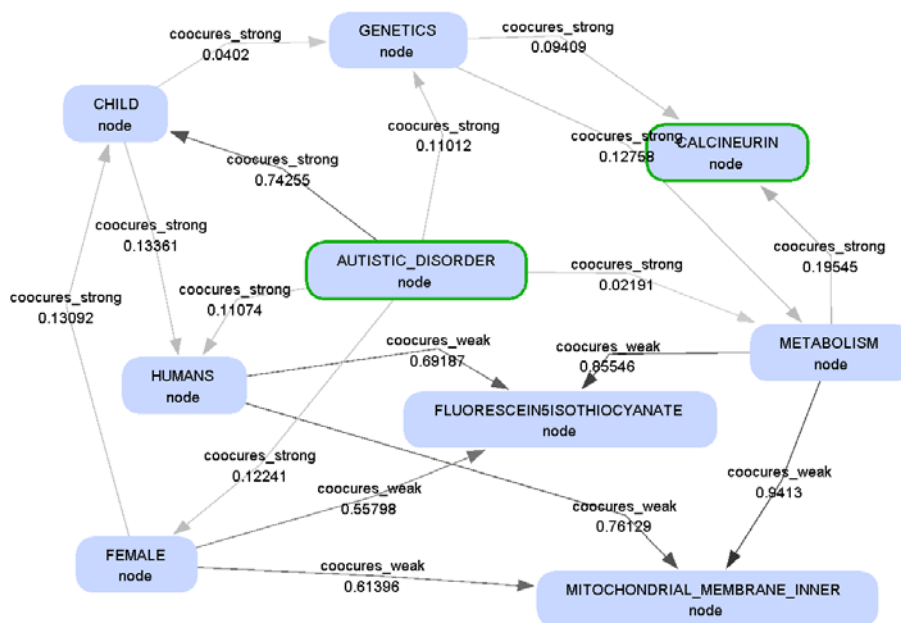 GENETICS
node
coocures_strong
0.0402
coocures_strong
0.09409
CHILD
node
coocures_strong
0.11012
coocures_strong
0.12758
CALCINEURIN
node
coocures_strong
0.74255
coocures_strong
0.13361
AUTISTIC_DISORDER
node
coocures_strong
0.19545
coocures_strong
0.02191
coocures_strong
0.13092
coocures_strong
0.11074
METABOLISM
node
coocures_weak
0.69187
coocures_weak
0.85546
HUMANS
node
FLUORESCEIN5ISOTHIOCYANATE
node
coocures_strong
0.12241
coocures_weak
0.55798
coocures_weak
0.9413
coocures_weak
0.76129
FEMALE
node
coocures_weak
0.61396
MITOCHONDRIAL_MEMBRANE_INNER
node